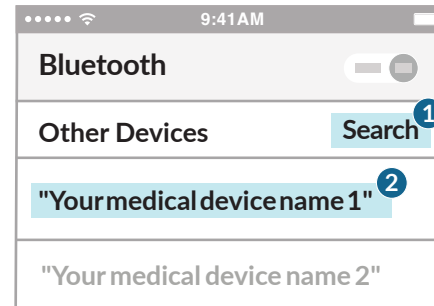 9:41AM
Bluetooth
Other Devices Search 1
"Your medical device name 1" 2
"Your medical device name 2"